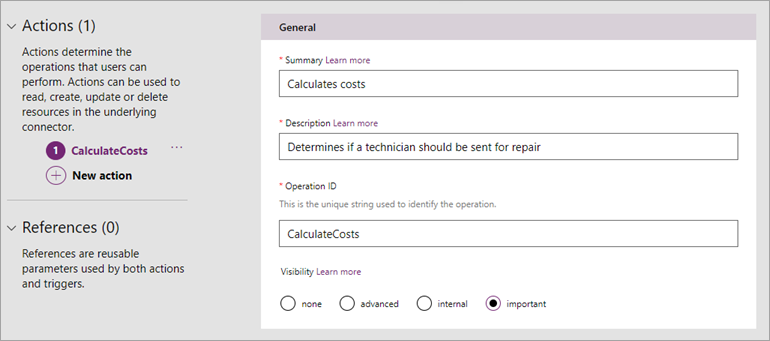 Actions (1)
Actions determine the
operations that users can
perform. Actions can be used to
read, create, update or delete
resources in the underlying
connector.
1 CalculateCosts ...
New action
References (0)
References are reusable
parameters used by both actions
and triggers.
General
* Summary Learn more
Calculates costs
* Description Learn more
Determines if a technician should be sent for repair
* Operation ID
This is the unique string used to identify the operation.
CalculateCosts
Visibility Learn more
none advanced internal important